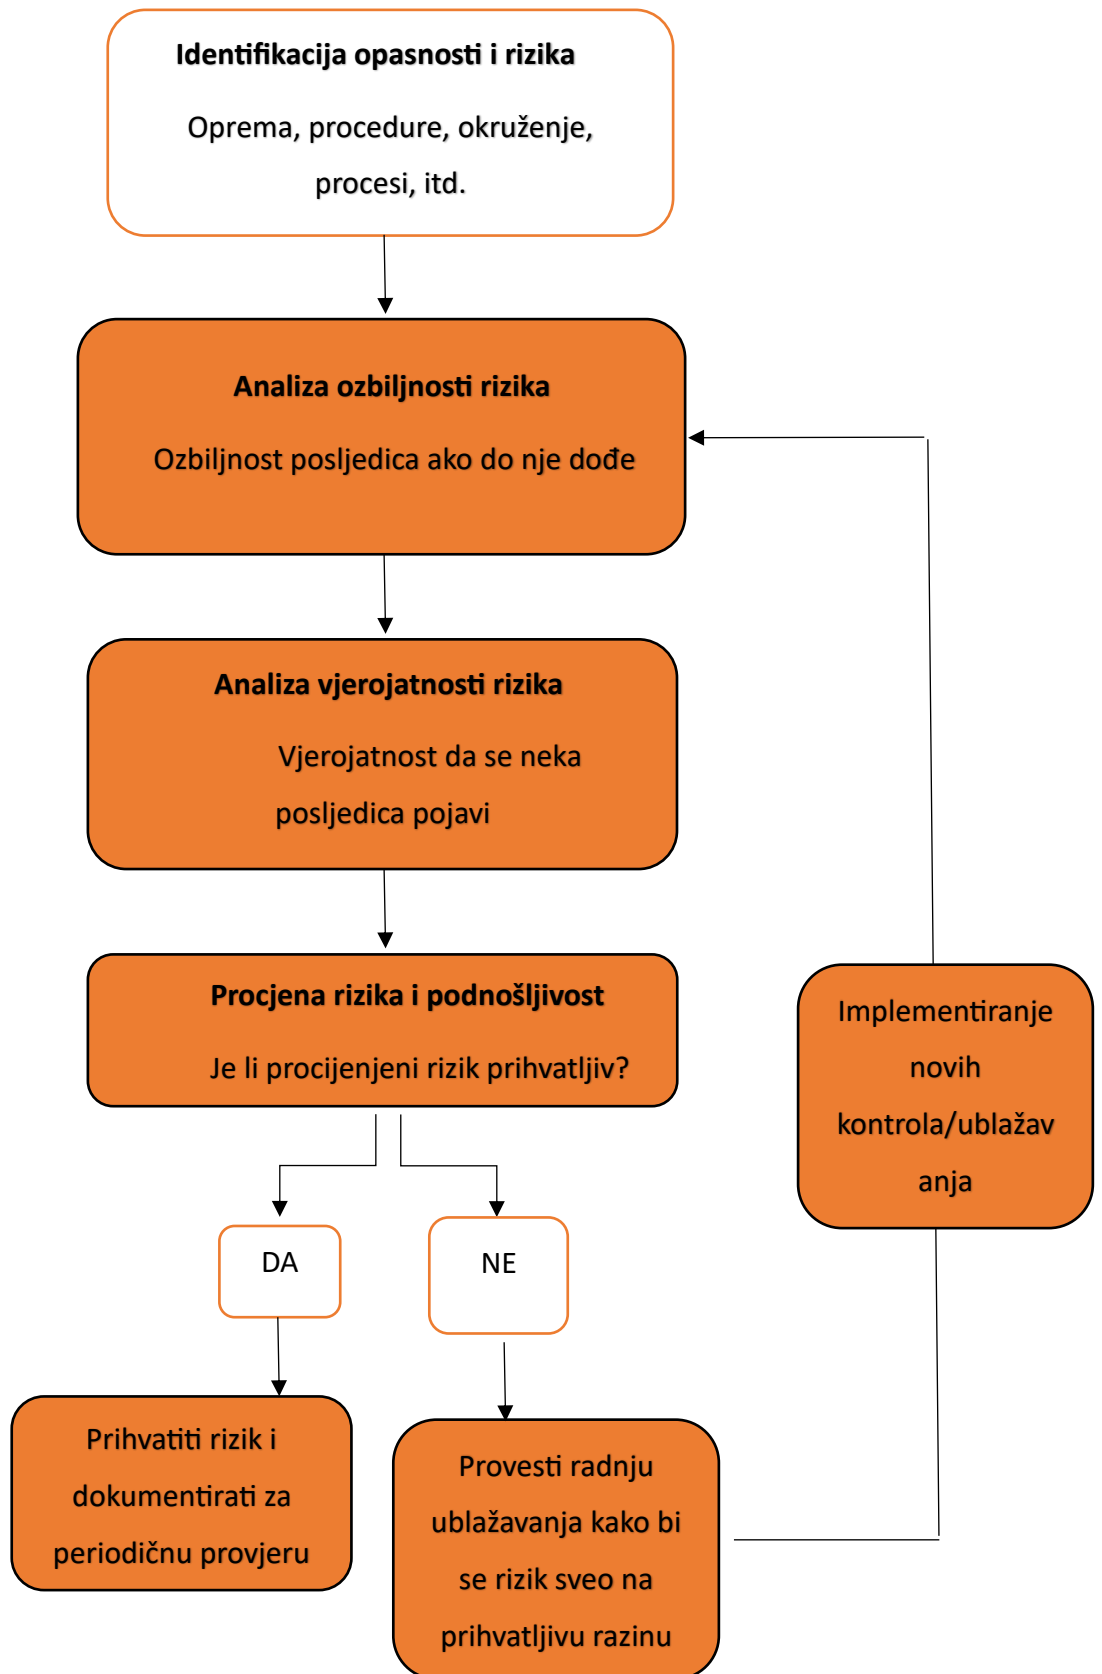 Identifikacija opasnosti i rizika
Oprema, procedure, okruženje,
procesi, itd.
Analiza ozbiljnosti rizika
Ozbiljnost posljedica ako do nje dođe
Analiza vjerojatnosti rizika
Vjerojatnost da se neka
posljedica pojavi
Procjena rizika i podnošljivost
Je li procijenjeni rizik prihvatljiv?
Implementiranje
novih
kontrola/ublažav
anja
DA
NE
Prihvatiti rizik i
dokumentirati za
periodičnu provjeru
Provesti radnju
ublažavanja kako bi
se rizik sveo na
prihvatljivu razinu